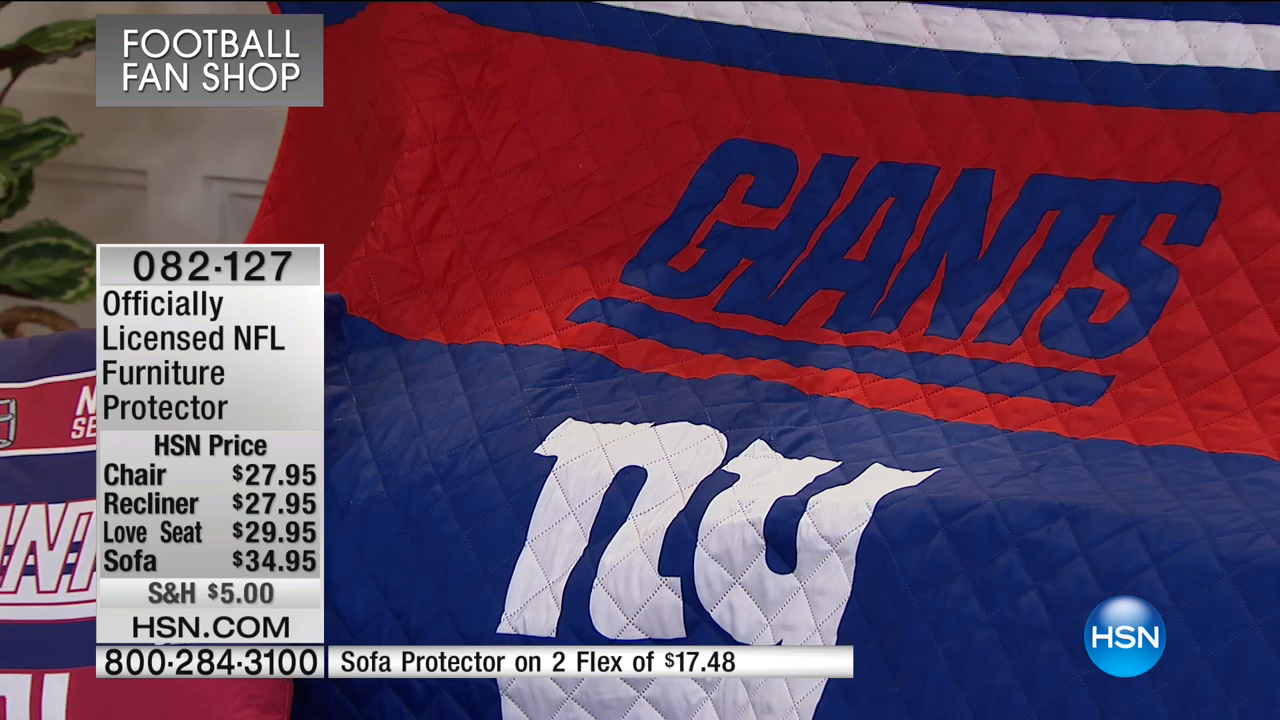 FOOTBALL
FAN SHOP
GIANTS
ny
082·127
Officially
Licensed NFL
Furniture
Protector
HSN Price
Chair $27.95
Recliner $27.95
Love Seat $29.95
Sofa $34.95
S&H $5.00
HSN.COM
800·284·3100
Sofa Protector on 2 Flex of $17.48
HSN